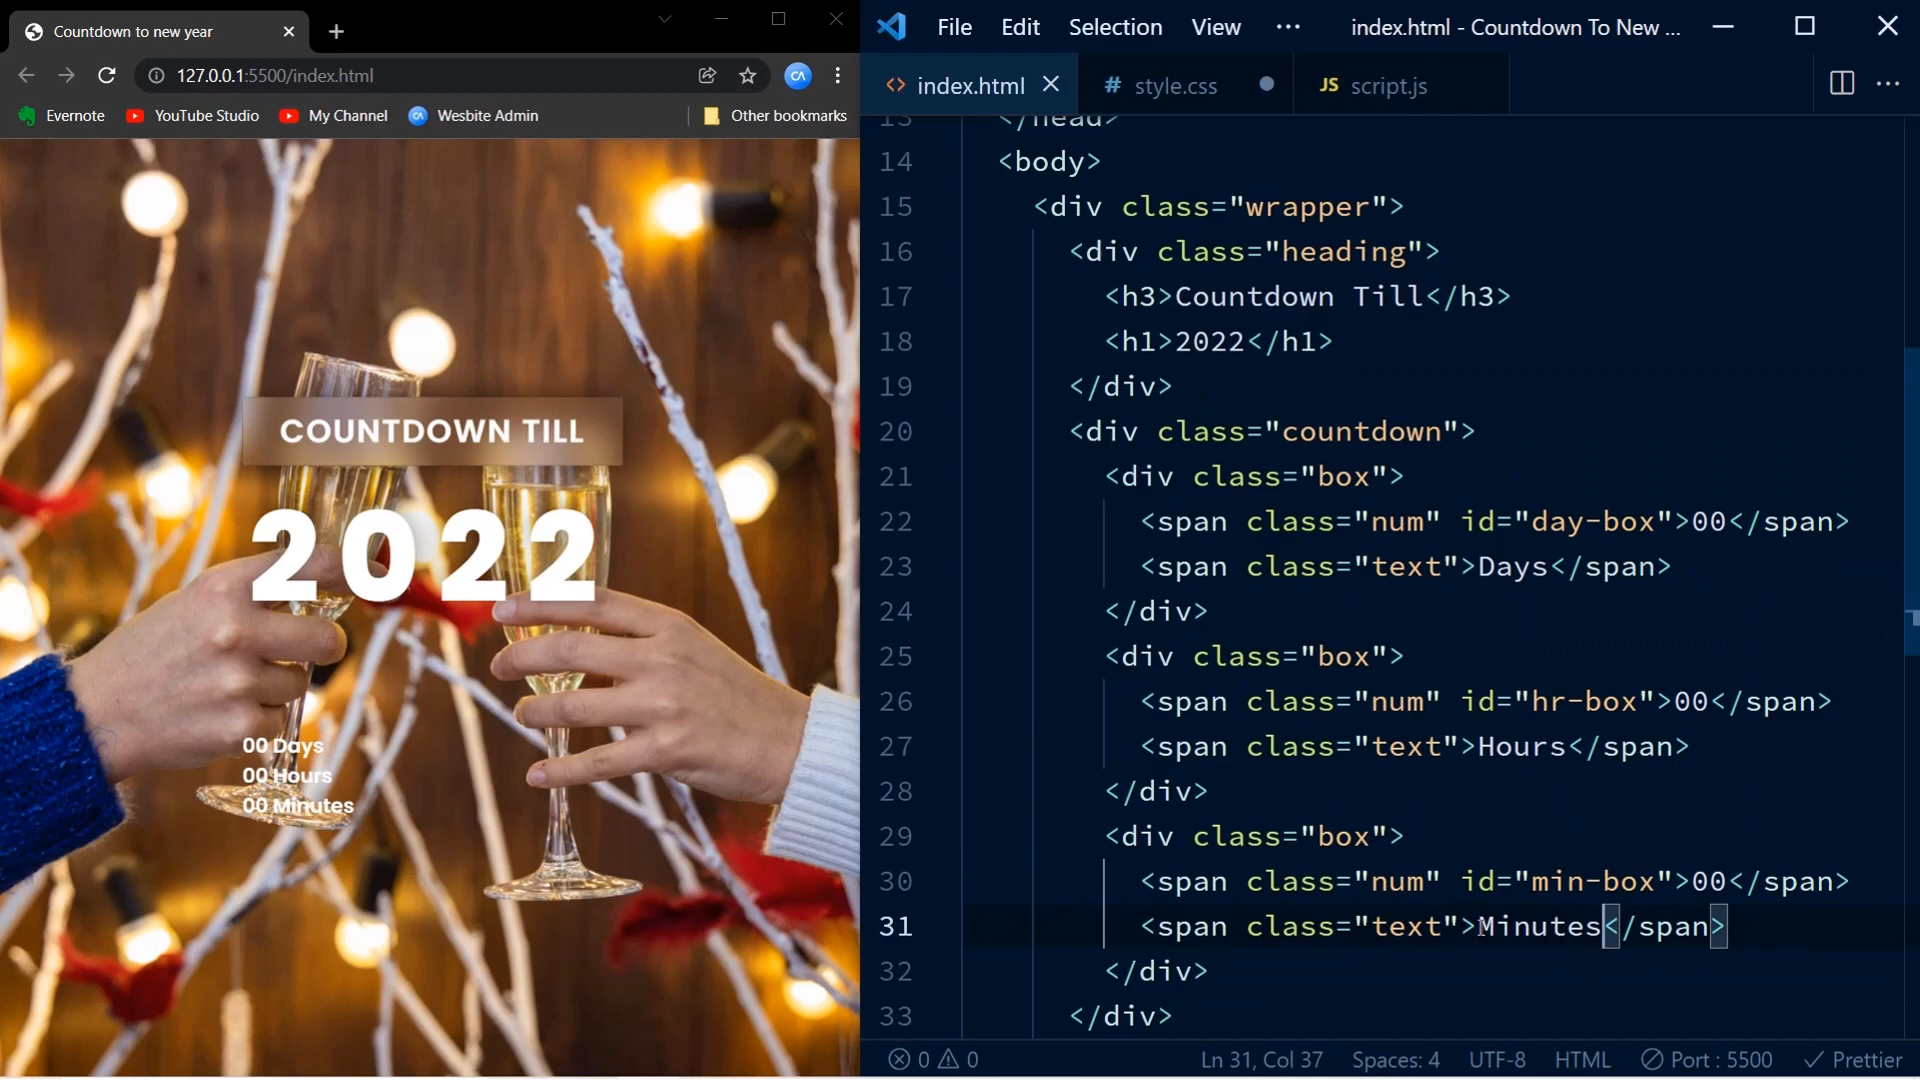 Countdown to new year
127.0.0.1:5500/index.html
Evernote YouTube Studio My Channel Wesbite Admin Other bookmarks
COUNTDOWN TILL
2022
00 Days
00 Hours
00 Minutes
File Edit Selection View ··· index.html - Countdown To New ...
<> index.html # style.css JS script.js ···
13 </head>
14 <body>
15 <div class="wrapper">
16 <div class="heading">
17 <h3>Countdown Till</h3>
18 <h1>2022</h1>
19 </div>
20 <div class="countdown">
21 <div class="box">
22 <span class="num" id="day-box">00</span>
23 <span class="text">Days</span>
24 </div>
25 <div class="box">
26 <span class="num" id="hr-box">00</span>
27 <span class="text">Hours</span>
28 </div>
29 <div class="box">
30 <span class="num" id="min-box">00</span>
31 <span class="text">Minutes</span>
32 </div>
33 </div>
0 0 Ln 31, Col 37 Spaces: 4 UTF-8 HTML Port : 5500 Prettier